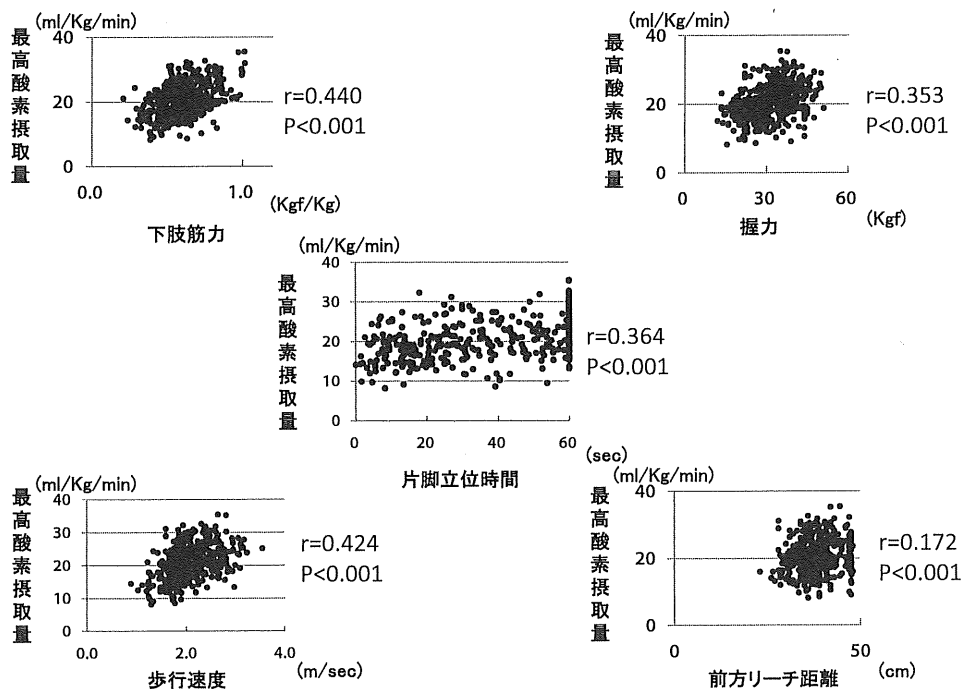 (ml/Kg/min)
最高酸素摂取量
40
20
0
0.0
1.0
(Kgf/Kg)
下肢筋力
r=0.440
P<0.001
(ml/Kg/min)
最高酸素摂取量
40
20
0
0
30
60
(Kgf)
握力
r=0.353
P<0.001
(ml/Kg/min)
最高酸素摂取量
40
30
20
10
0
0
20
40
60
(sec)
片脚立位時間
r=0.364
P<0.001
(ml/Kg/min)
最高酸素摂取量
40
30
20
10
0
0.0
2.0
4.0
(m/sec)
歩行速度
r=0.424
P<0.001
(ml/Kg/min)
最高酸素摂取量
40
20
0
0
50
(cm)
前方リーチ距離
r=0.172
P<0.001